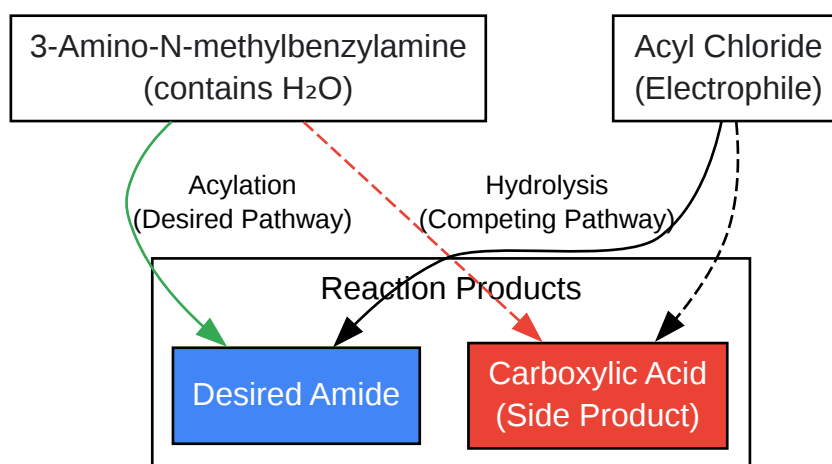 3-Amino-N-methylbenzylamine
(contains H₂O)
Acyl Chloride
(Electrophile)
Acylation
(Desired Pathway)
Hydrolysis
(Competing Pathway)
Reaction Products
Desired Amide
Carboxylic Acid
(Side Product)